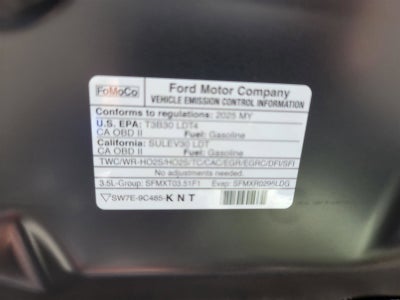 FoMoCo
Ford Motor Company
VEHICLE EMISSION CONTROL INFORMATION
Conforms to regulations: 2025 MY
U.S. EPA: T3B30 LDT4
CA OBD II Fuel: Gasoline
California: SULEV30 LDT
CA OBD II Fuel: Gasoline
TWC/WR-HO2S/HO2S/TC/CAC/EGR/EGRC/DFI/SFI
No adjustments needed.
3.5L-Group: SFMXT03.51F1 Evap: SFMXR0295LDG
SW7E-9C485-KNT